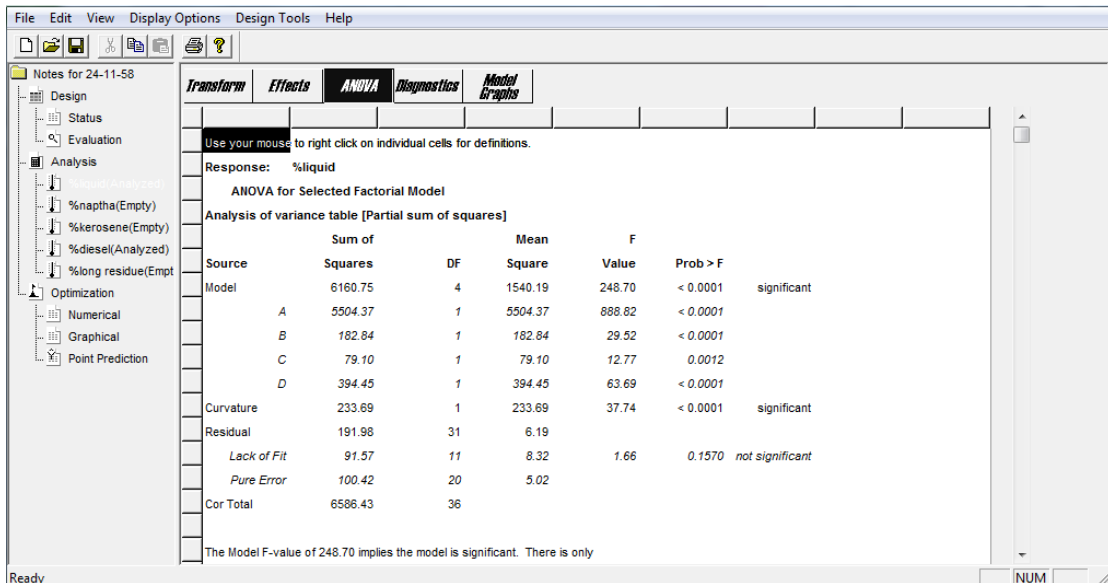 File Edit View Display Options Design Tools Help
Notes for 24-11-58
Design
Status
Evaluation
Analysis
%liquid(Analyzed)
%naptha(Empty)
%kerosene(Empty)
%diesel(Analyzed)
%long residue(Empt
Optimization
Numerical
Graphical
Point Prediction
Transform Effects ANOVA Diagnostics Model Graphs
Use your mouse to right click on individual cells for definitions.
Response: %liquid
ANOVA for Selected Factorial Model
Analysis of variance table [Partial sum of squares]
Sum of Mean F
Source Squares DF Square Value Prob > F
Model 6160.75 4 1540.19 248.70 < 0.0001 significant
A 5504.37 1 5504.37 888.82 < 0.0001
B 182.84 1 182.84 29.52 < 0.0001
C 79.10 1 79.10 12.77 0.0012
D 394.45 1 394.45 63.69 < 0.0001
Curvature 233.69 1 233.69 37.74 < 0.0001 significant
Residual 191.98 31 6.19
Lack of Fit 91.57 11 8.32 1.66 0.1570 not significant
Pure Error 100.42 20 5.02
Cor Total 6586.43 36
The Model F-value of 248.70 implies the model is significant. There is only
Ready NUM